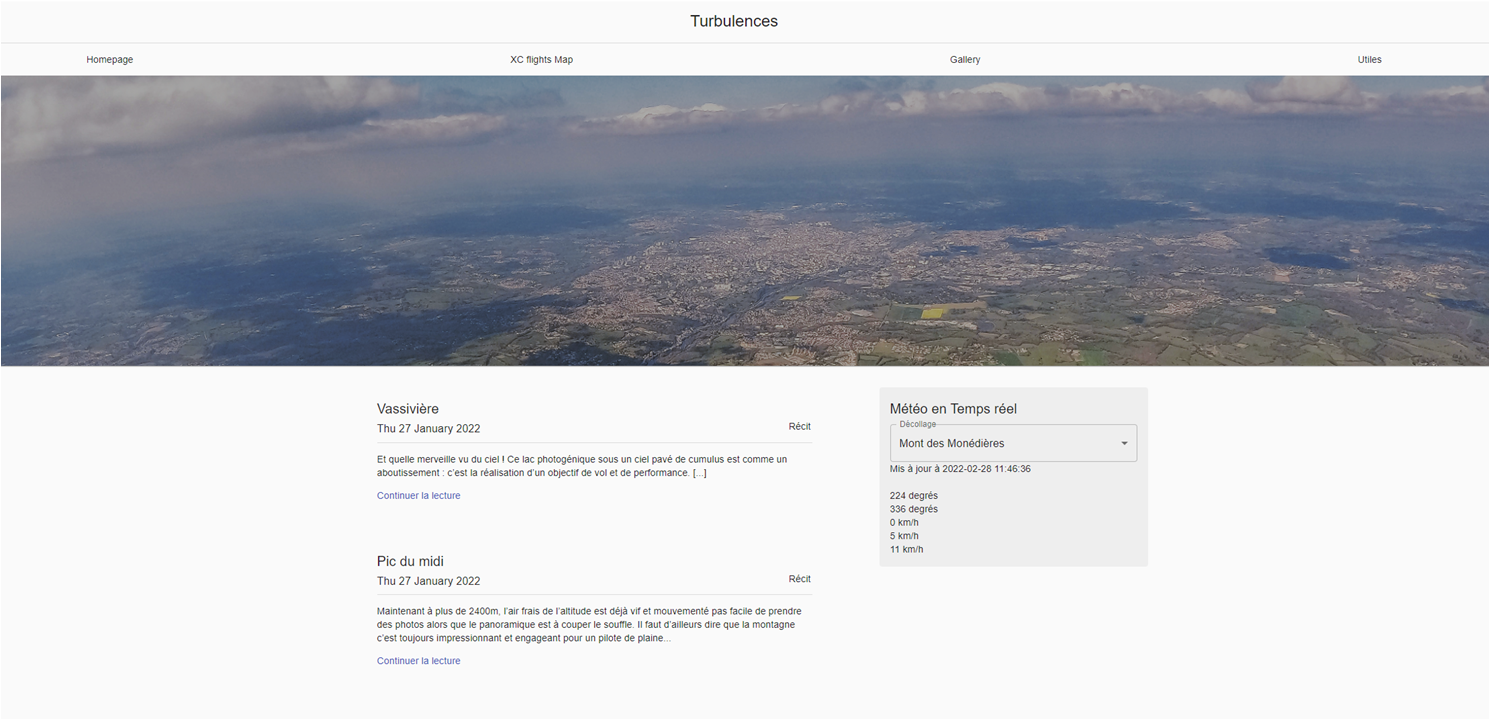 Turbulences
Homepage XC flights Map Gallery Utiles
Vassivière
Thu 27 January 2022 Récit
Et quelle merveille vu du ciel ! Ce lac photogénique sous un ciel pavé de cumulus est comme un
aboutissement : c'est la réalisation d'un objectif de vol et de performance. [...]
Continuer la lecture
Pic du midi
Thu 27 January 2022 Récit
Maintenant à plus de 2400m, l'air frais de l'altitude est déjà vif et mouvementé pas facile de prendre
des photos alors que le panoramique est à couper le souffle. Il faut d'ailleurs dire que la montagne
c'est toujours impressionnant et engageant pour un pilote de plaine...
Continuer la lecture
Météo en Temps réel
Décollage
Mont des Monédières
Mis à jour à 2022-02-28 11:46:36
224 degrés
336 degrés
0 km/h
5 km/h
11 km/h